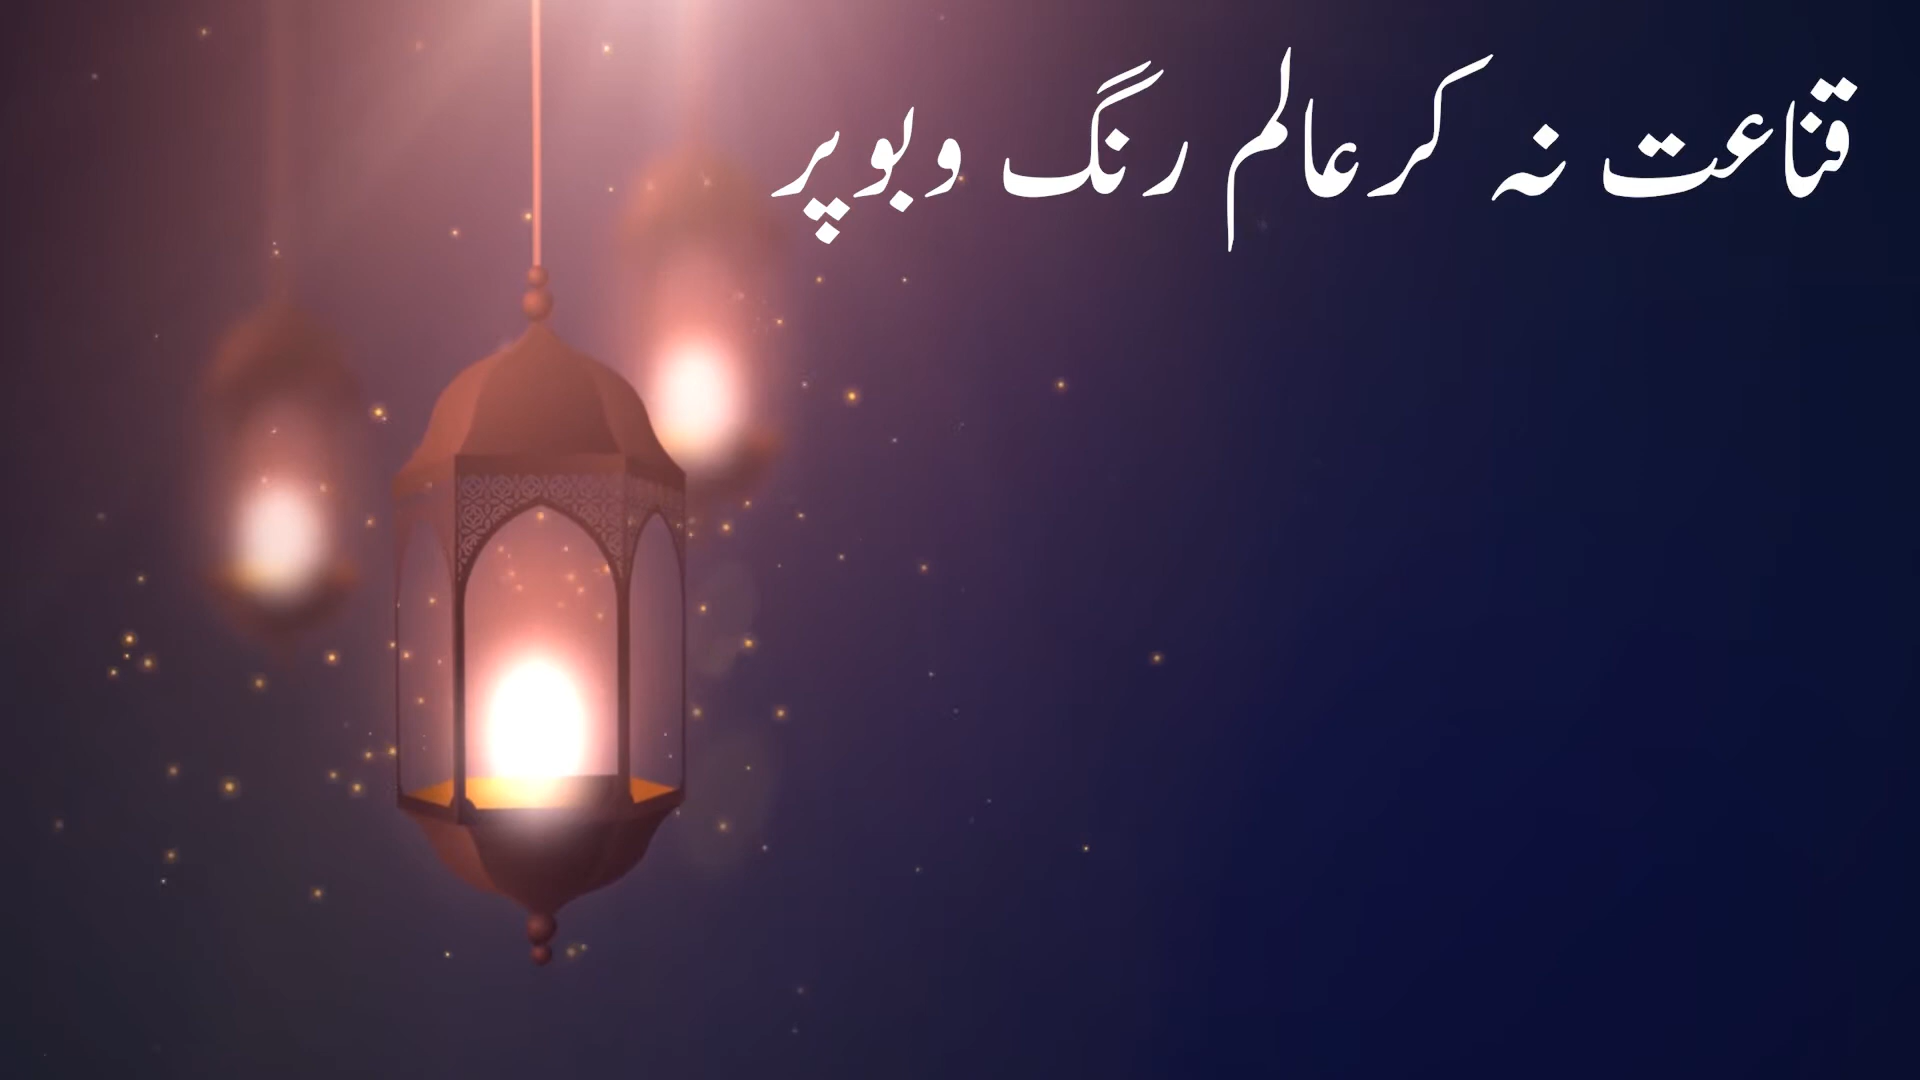 قناعت نہ کر عالم رنگ و بو پر